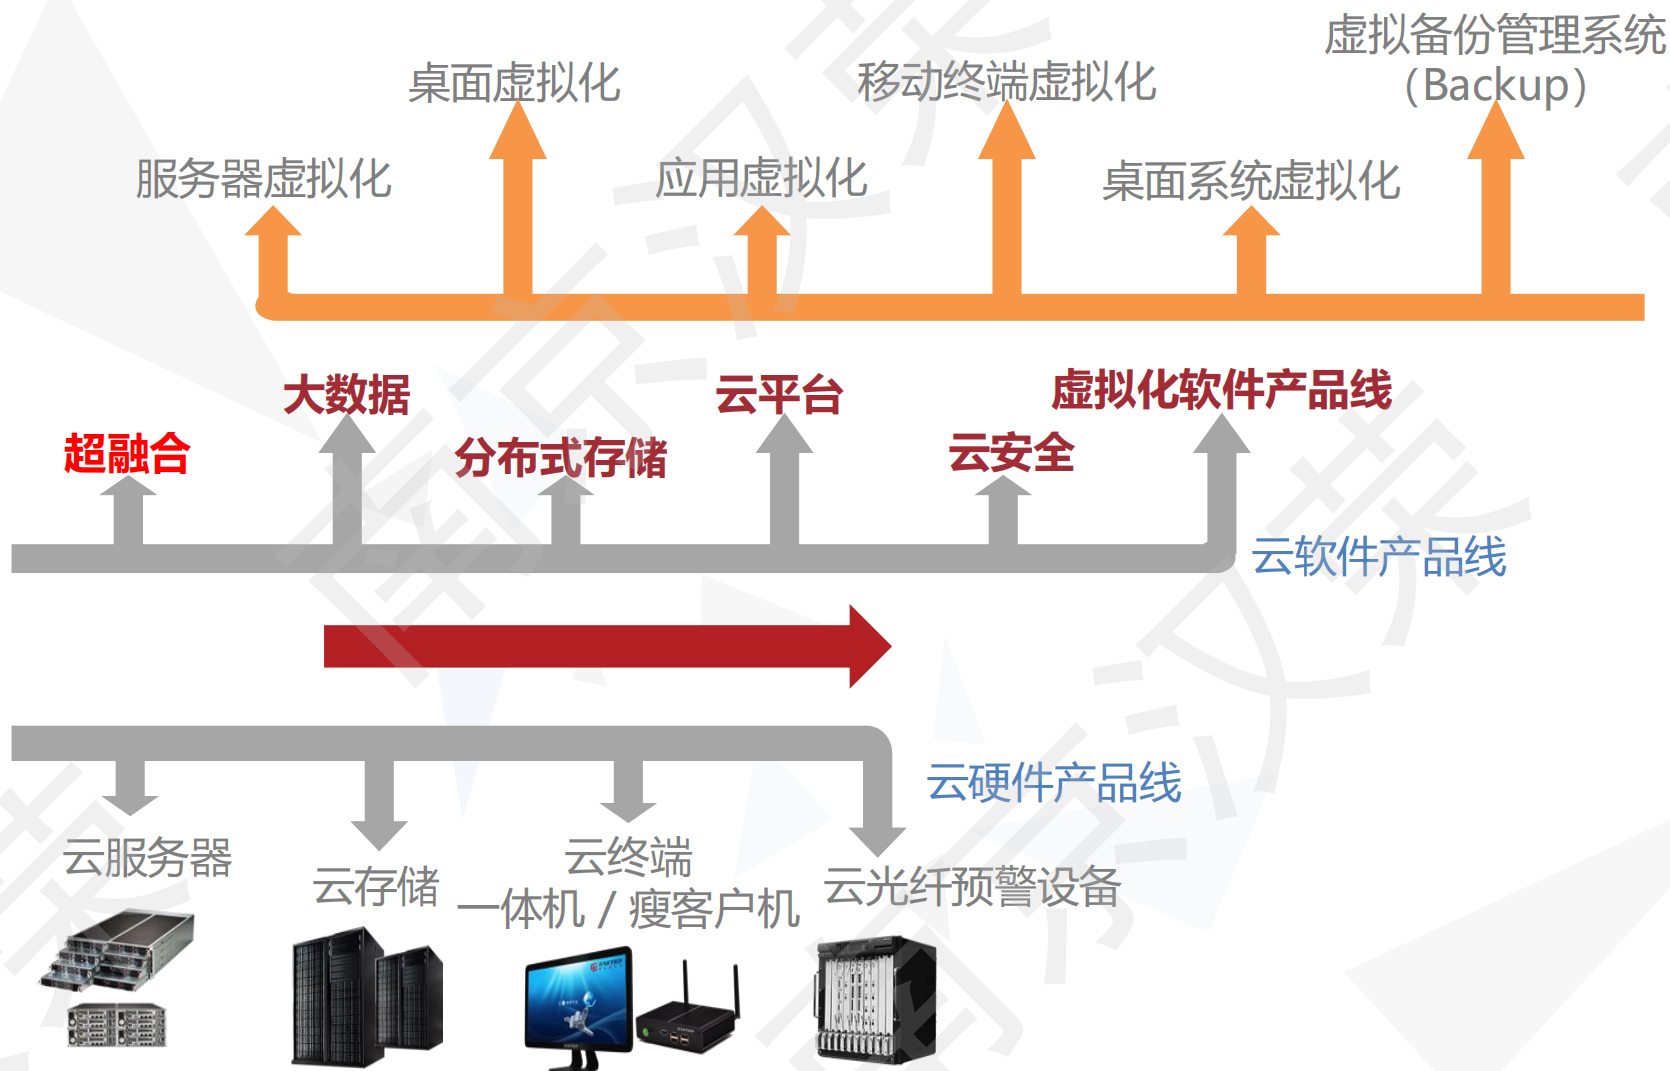 虚拟备份管理系统
（Backup）
桌面虚拟化
移动终端虚拟化
服务器虚拟化
应用虚拟化
桌面系统虚拟化
大数据
云平台
虚拟化软件产品线
超融合
分布式存储
云安全
云软件产品线
云硬件产品线
云服务器
云存储
云终端
一体机 / 瘦客户机
云光纤预警设备
南京汉荣